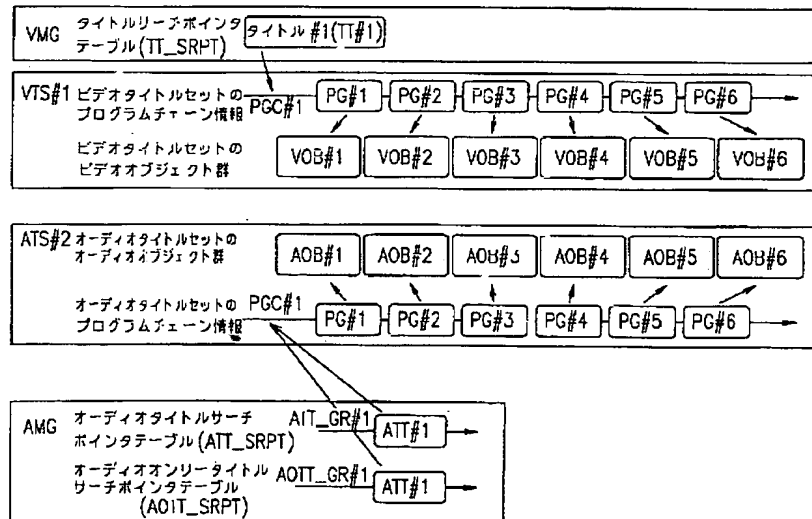 VMG タイトルサーチポインタ
テーブル(TT_SRPT)
タイトル #1(TT#1)
VTS#1 ビデオタイトルセットの
プログラムチェーン情報
PGC#1
PG#1 PG#2 PG#3 PG#4 PG#5 PG#6
ビデオタイトルセットの
ビデオオブジェクト群
VOB#1 VOB#2 VOB#3 VOB#4 VOB#5 VOB#6
ATS#2 オーディオタイトルセットの
オーディオオブジェクト群
AOB#1 AOB#2 AOB#3 AOB#4 AOB#5 AOB#6
オーディオタイトルセットの
プログラムチェーン情報
PGC#1
PG#1 PG#2 PG#3 PG#4 PG#5 PG#6
AMG オーディオタイトルサーチ
ポインタテーブル(ATT_SRPT)
ATT_GR#1
ATT#1
オーディオオンリータイトル
サーチポインタテーブル
(AOTT_SRPT)
AOTT_GR#1
ATT#1